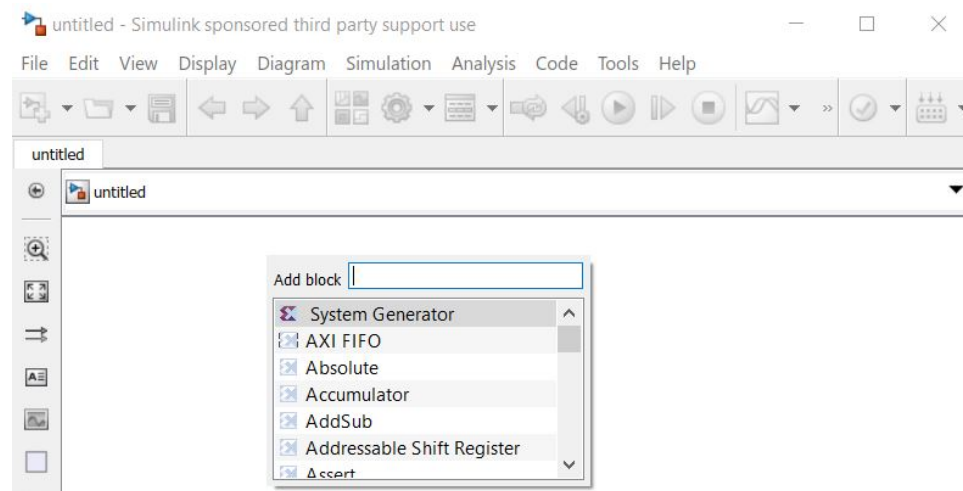 untitled - Simulink sponsored third party support use
File Edit View Display Diagram Simulation Analysis Code Tools Help
»
untitled
untitled
Add block
System Generator
AXI FIFO
Absolute
Accumulator
AddSub
Addressable Shift Register
Assert